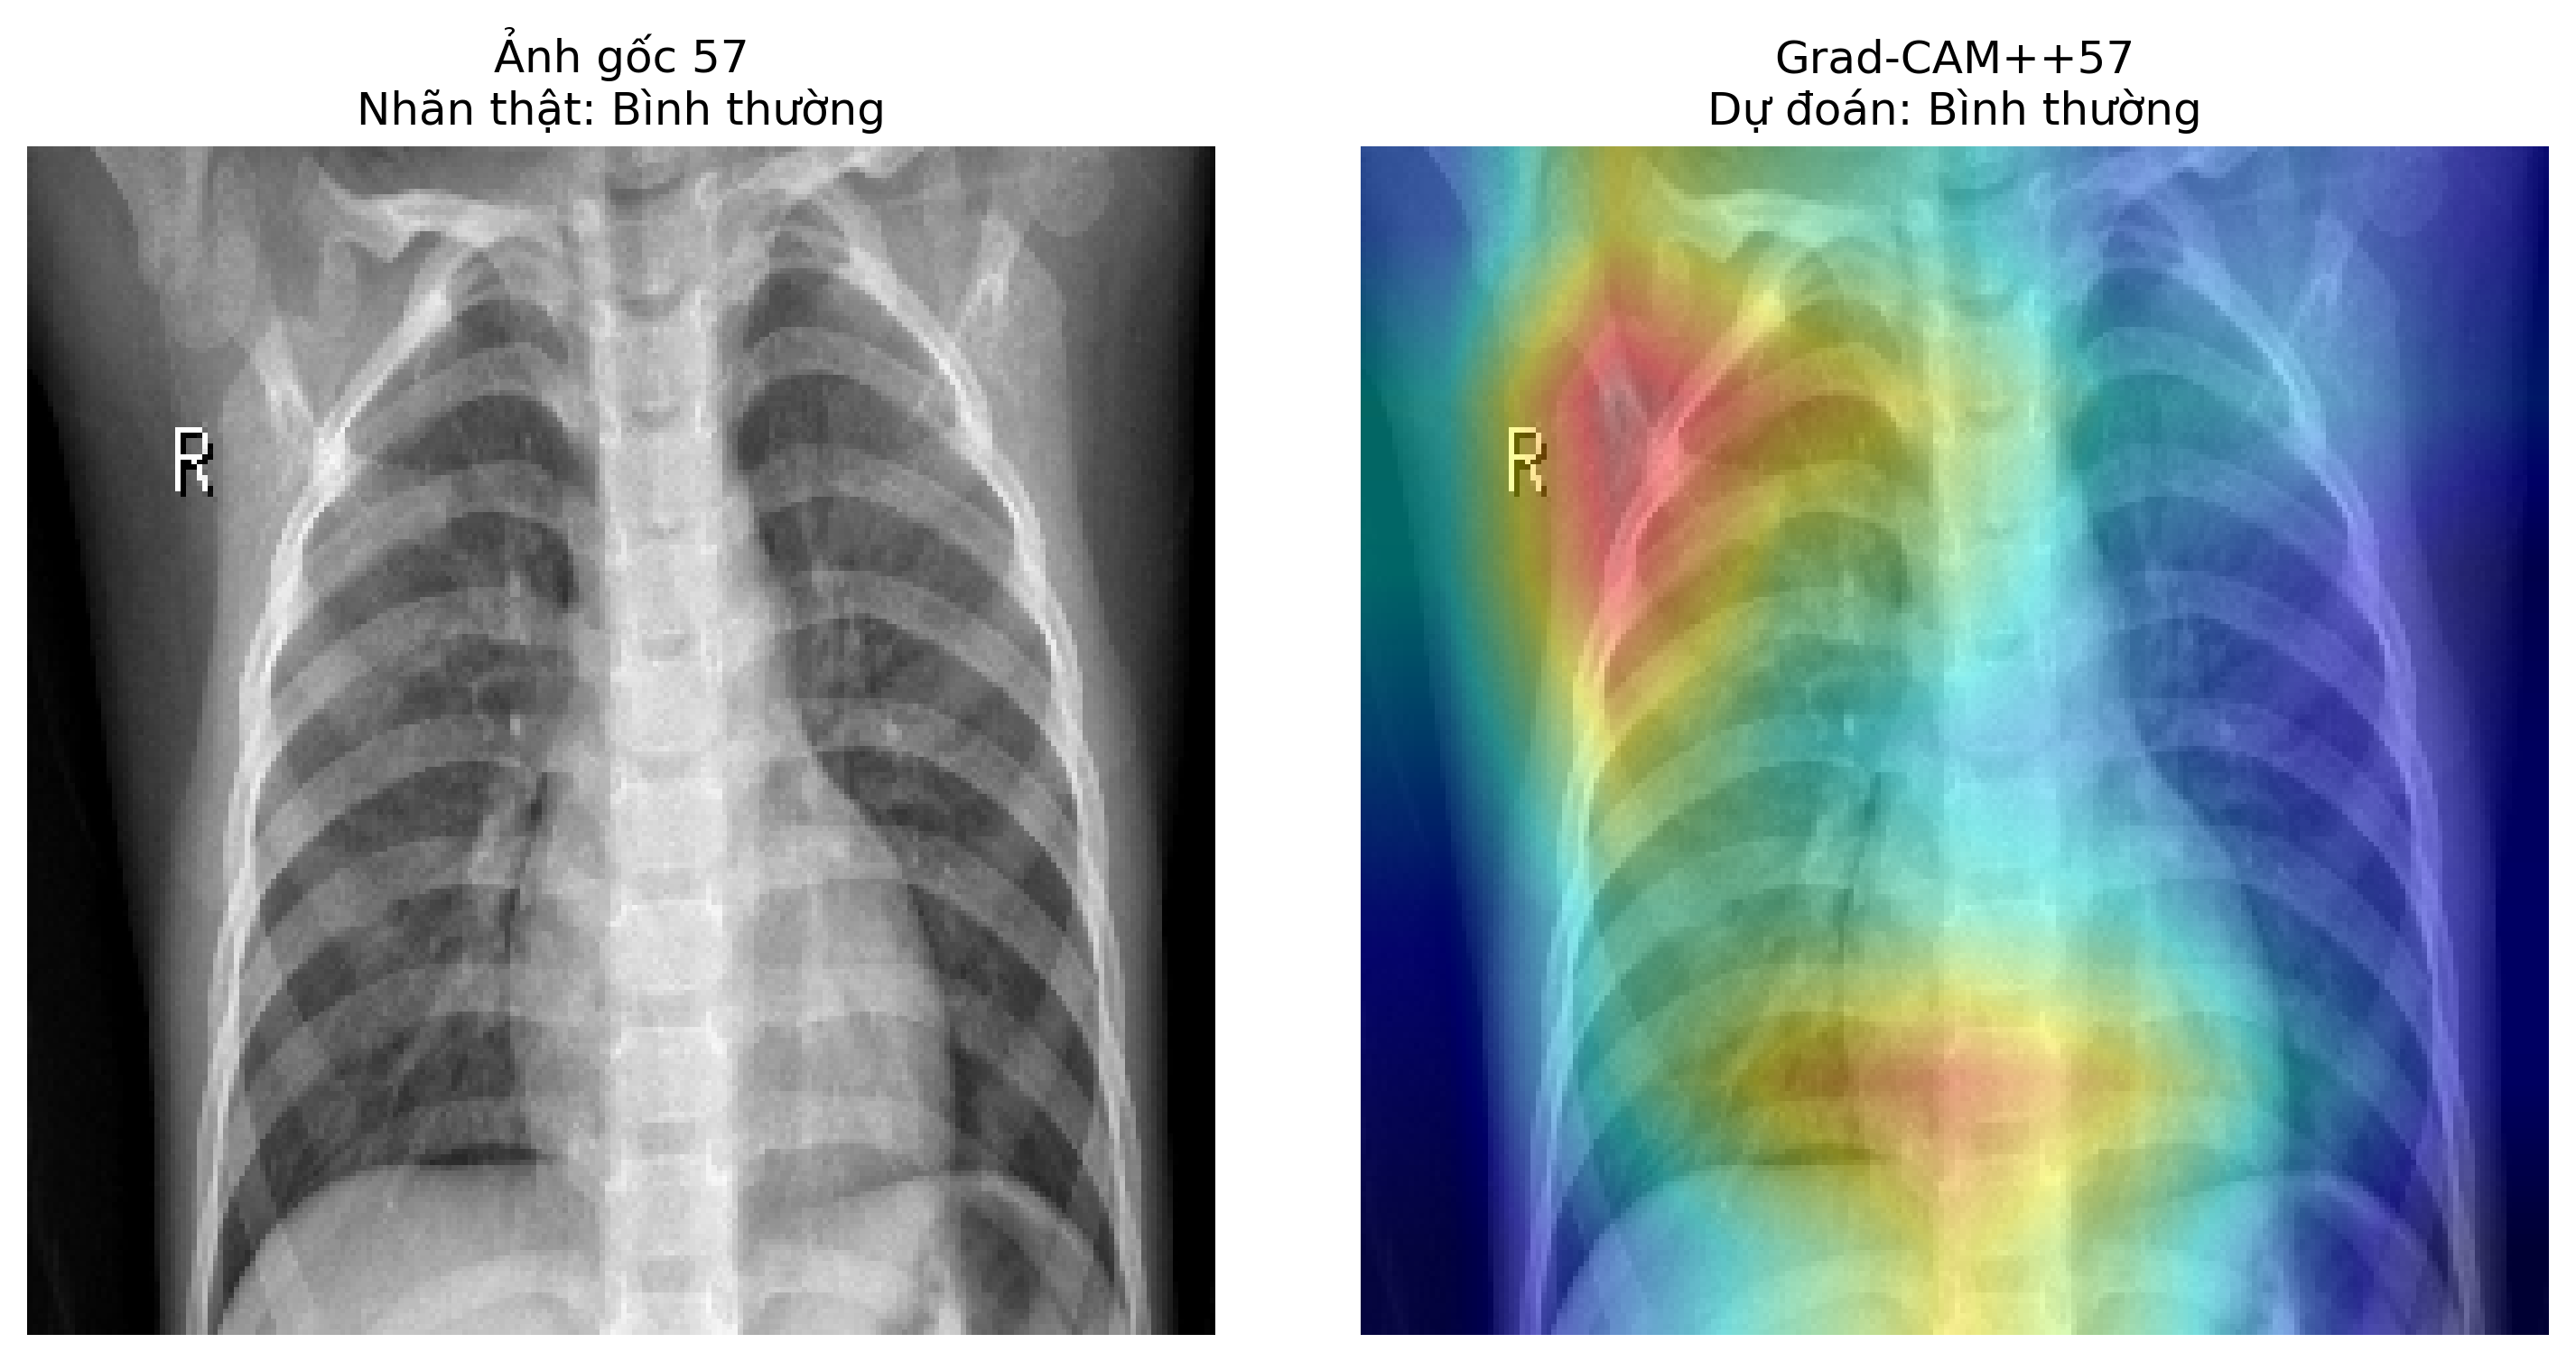 Ảnh gốc 57
Nhãn thật: Bình thường
Grad-CAM++57
Dự đoán: Bình thường
R
R